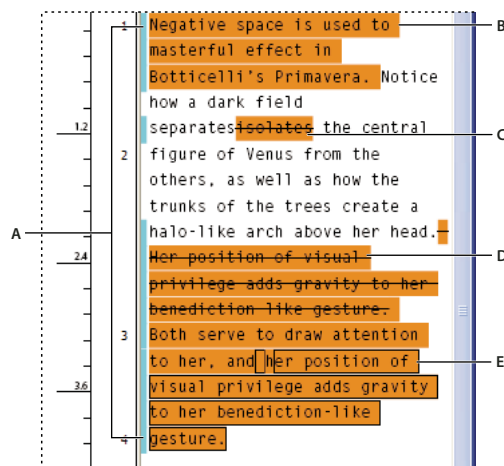 1 Negative space is used to B
masterful effect in
Botticelli's Primavera. Notice
how a dark field
1.2 separatesisolates the central C
2 figure of Venus from the
others, as well as how the
trunks of the trees create a
A halo-like arch above her head.
2.4 Her position of visual D
privilege adds gravity to her
benediction like gesture.
3 Both serve to draw attention
to her, and her position of E
3.6 visual privilege adds gravity
to her benediction-like
4 gesture.